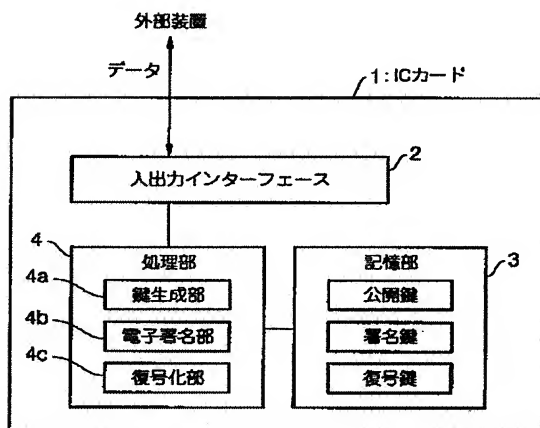 外部装置
データ
1:ICカード
2
入出力インターフェース
4
処理部
記憶部
3
4a
鍵生成部
公開鍵
4b
電子署名部
署名鍵
4c
復号化部
復号鍵